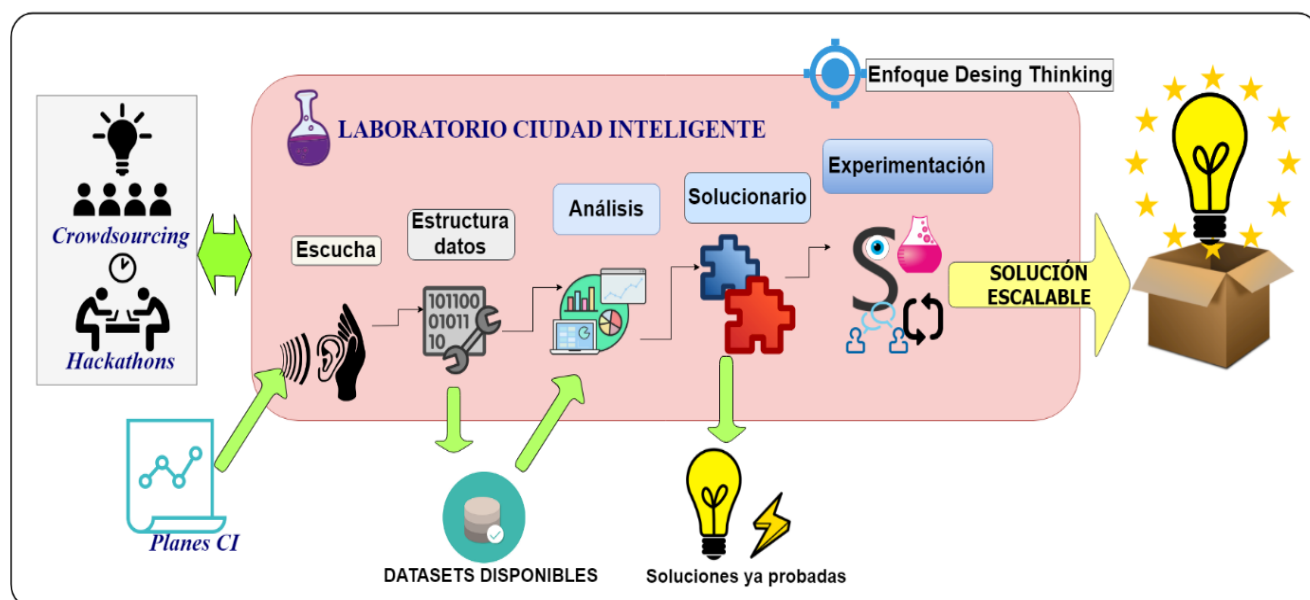 Enfoque Desing Thinking
LABORATORIO CIUDAD INTELIGENTE
Crowdsourcing
Hackathons
Escucha
Estructura
datos
101100
01011
10
Análisis
Solucionario
Experimentación
SOLUCIÓN
ESCALABLE
Planes CI
DATASETS DISPONIBLES
Soluciones ya probadas